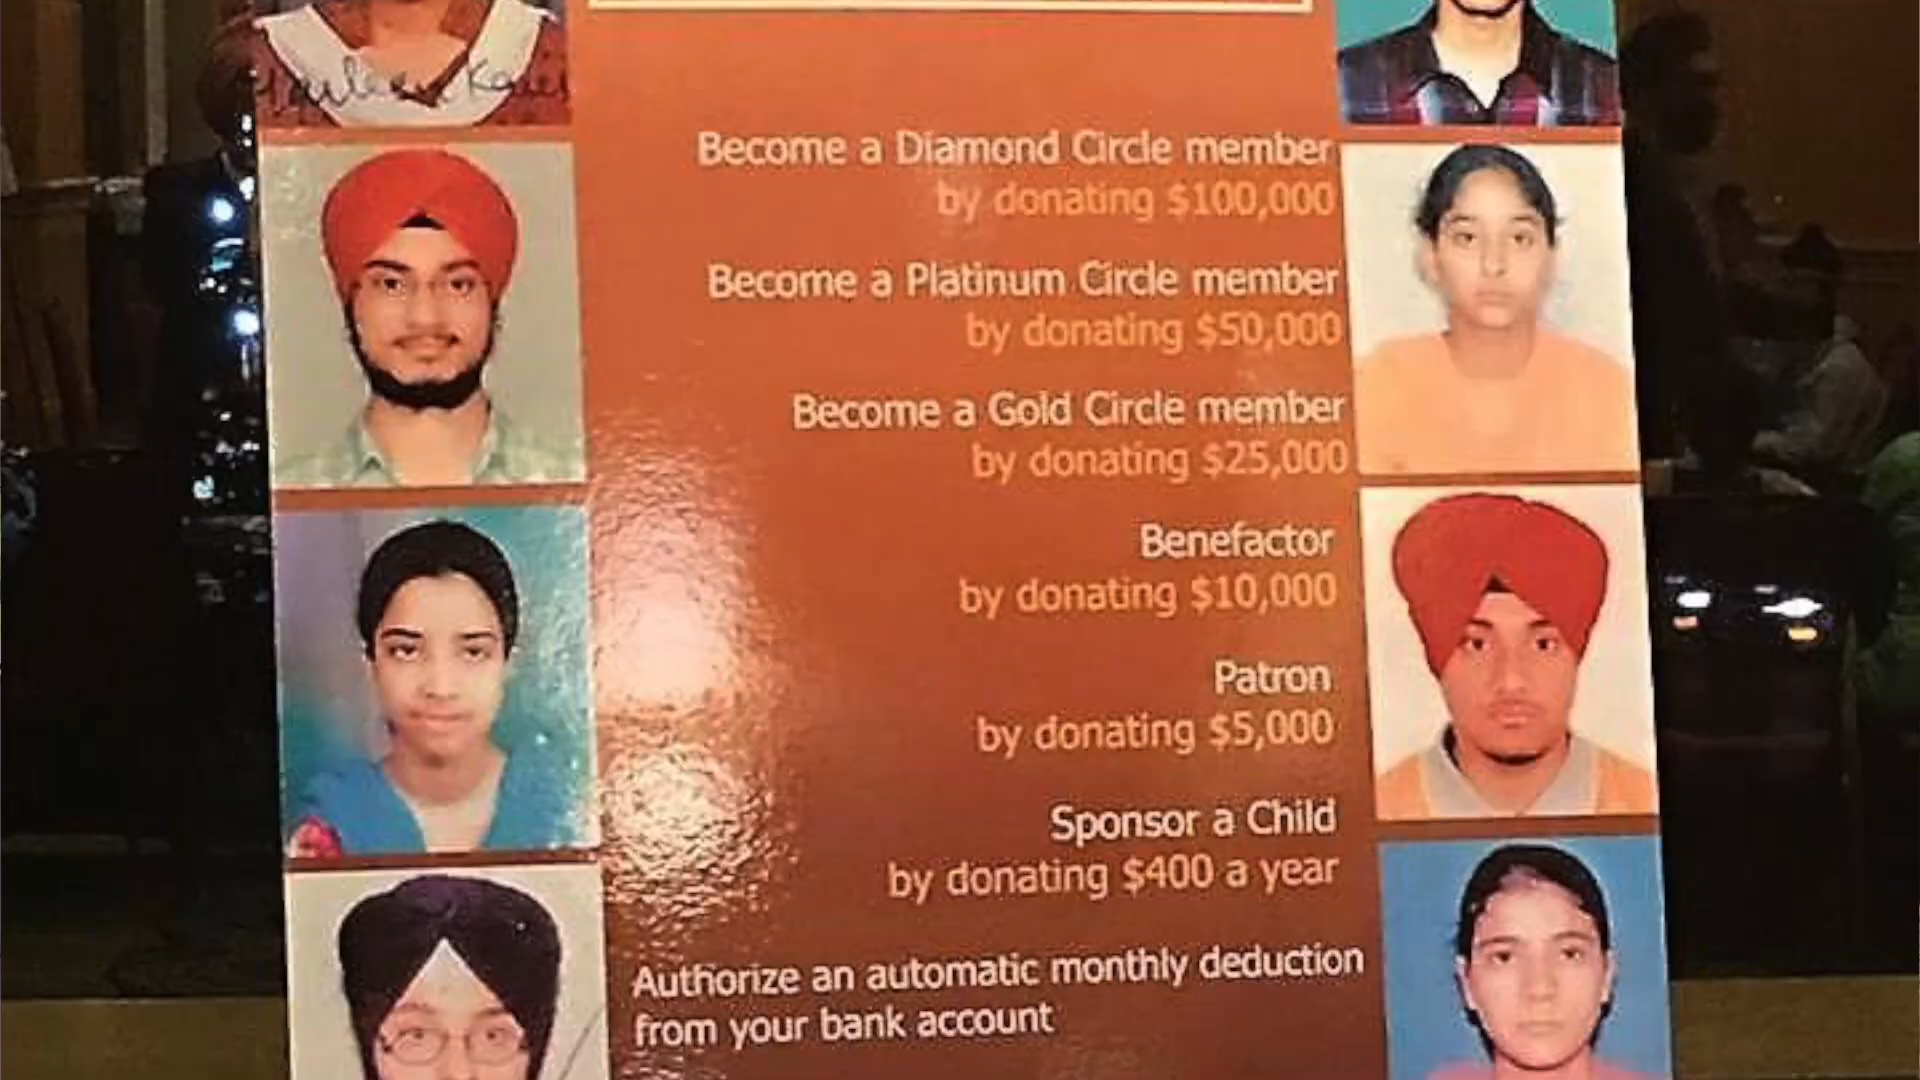 Kaur
Become a Diamond Circle member
by donating $100,000
Become a Platinum Circle member
by donating $50,000
Become a Gold Circle member
by donating $25,000
Benefactor
by donating $10,000
Patron
by donating $5,000
Sponsor a Child
by donating $400 a year
Authorize an automatic monthly deduction
from your bank account